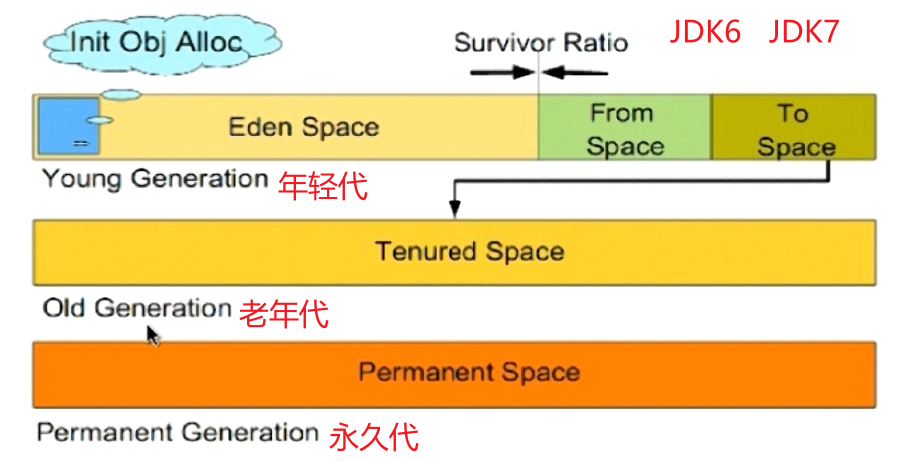 Init Obj Alloc
Survivor Ratio
JDK6 JDK7
Eden Space
From Space
To Space
Young Generation 年轻代
Tenured Space
Old Generation 老年代
Permanent Space
Permanent Generation 永久代